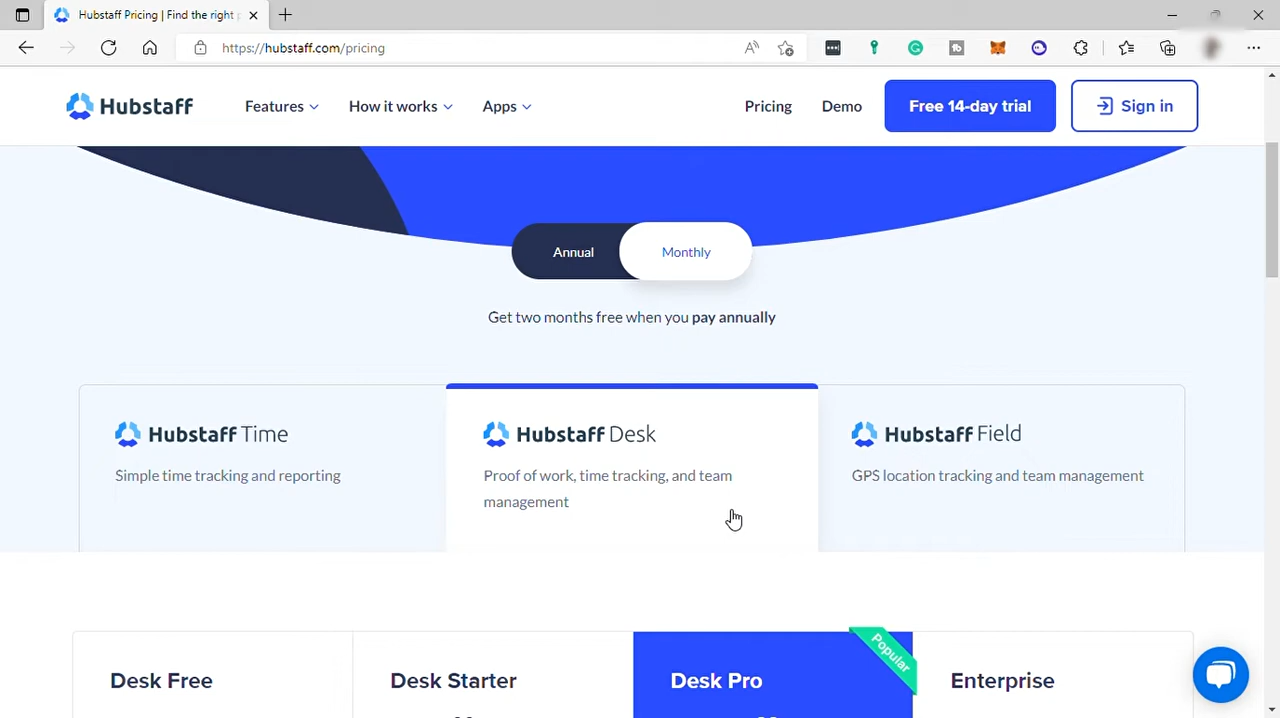 Hubstaff Pricing | Find the right p
https://hubstaff.com/pricing
Hubstaff
Features
How it works
Apps
Pricing
Demo
Free 14-day trial
Sign in
Annual
Monthly
Get two months free when you pay annually
Hubstaff Time
Simple time tracking and reporting
Hubstaff Desk
Proof of work, time tracking, and team
management
Hubstaff Field
GPS location tracking and team management
Desk Free
Desk Starter
Desk Pro
Popular
Enterprise